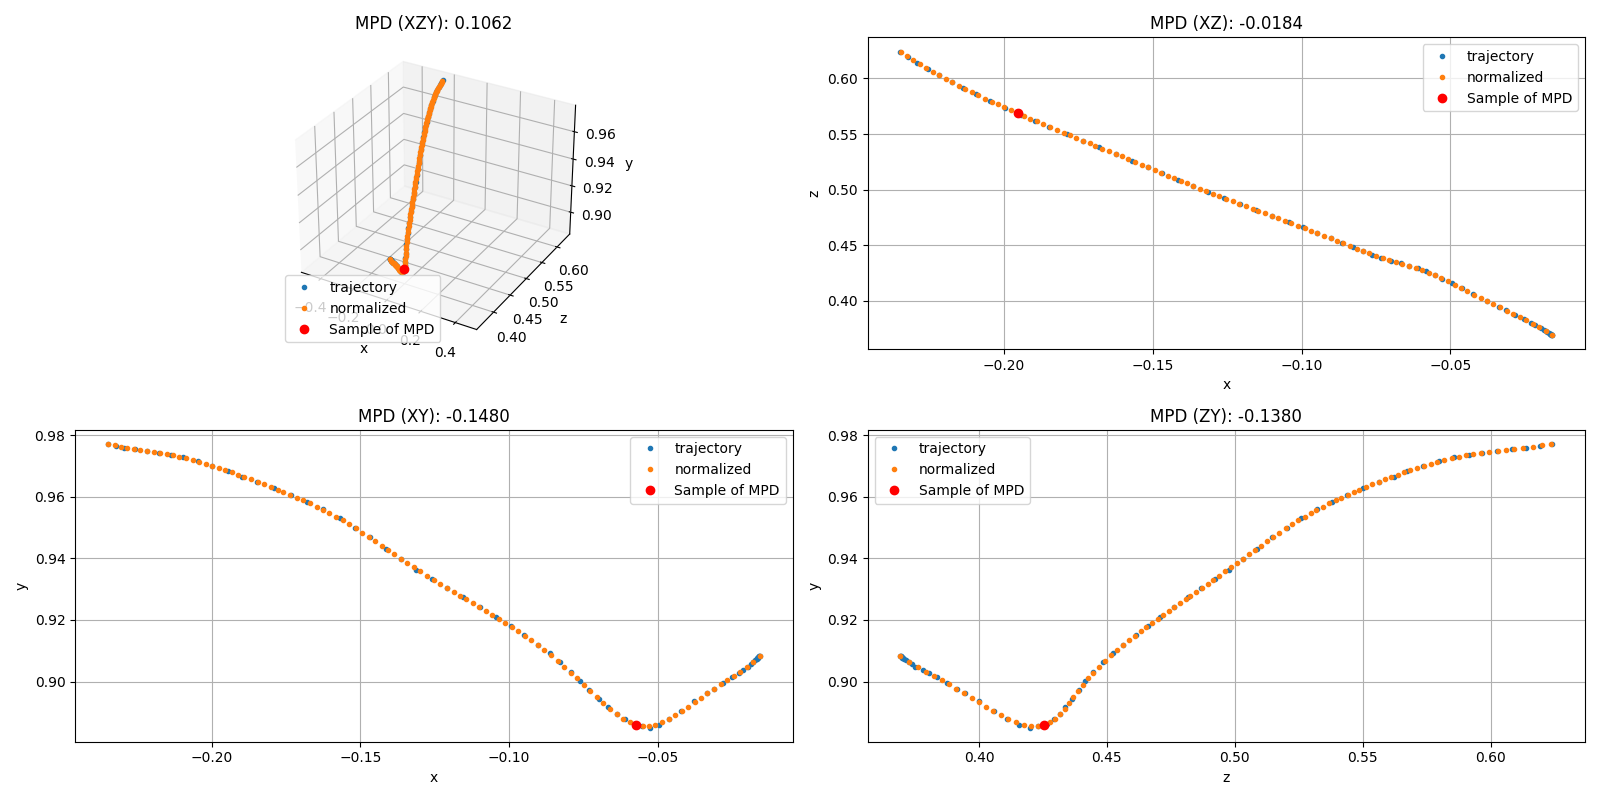 MPD (XZY): 0.1062
0.96
0.94
0.92
0.90
y
0.60
0.55
0.50
0.45
0.40
z
−0.4
−0.2
0.0
0.2
0.4
x
trajectory
normalized
Sample of MPD
MPD (XZ): -0.0184
trajectory
normalized
Sample of MPD
0.60
0.55
0.50
0.45
0.40
z
−0.20
−0.15
−0.10
−0.05
x
MPD (XY): -0.1480
trajectory
normalized
Sample of MPD
0.98
0.96
0.94
0.92
0.90
y
−0.20
−0.15
−0.10
−0.05
x
MPD (ZY): -0.1380
trajectory
normalized
Sample of MPD
0.98
0.96
0.94
0.92
0.90
y
0.40
0.45
0.50
0.55
0.60
z